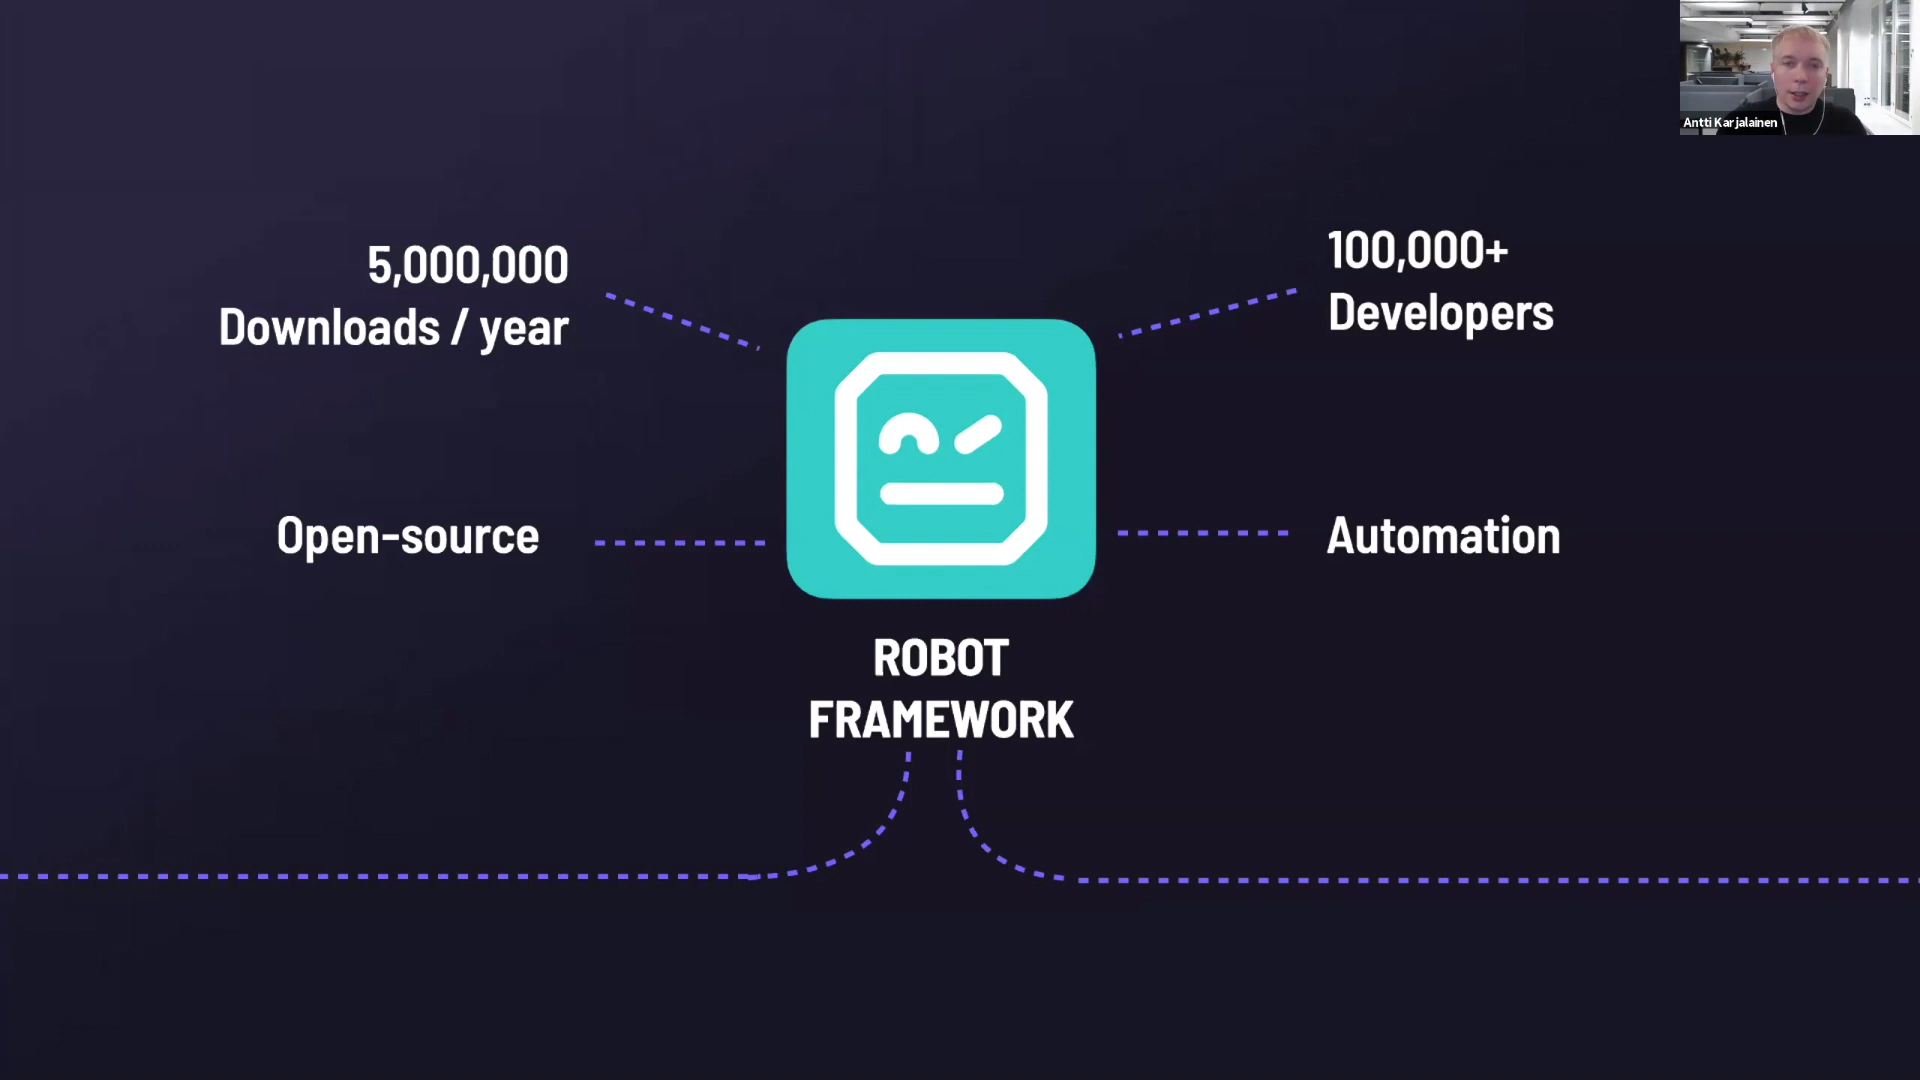 Antti Karjalainen
5,000,000
Downloads / year
100,000+
Developers
Open-source
Automation
ROBOT
FRAMEWORK